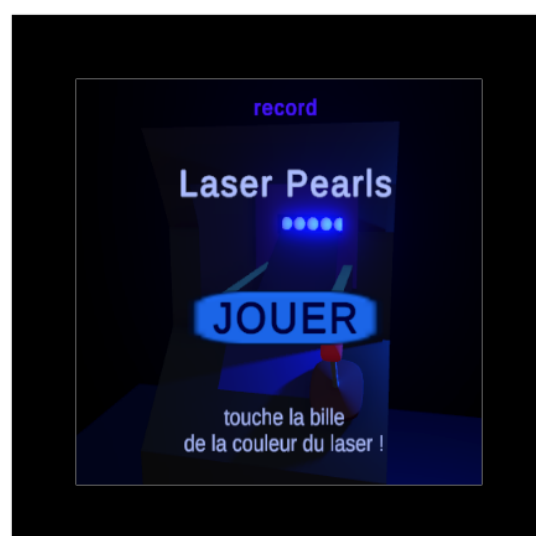 record
Laser Pearls
JOUER
touche la bille
de la couleur du laser !